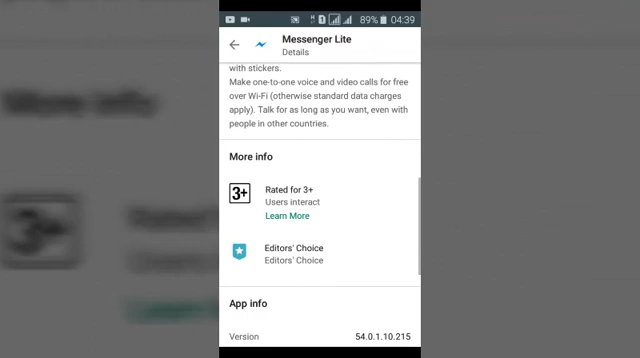 89% 04:39
Messenger Lite
Details
with stickers.
Make one-to-one voice and video calls for free
over Wi-Fi (otherwise standard data charges
apply). Talk for as long as you want, even with
people in other countries.
More info
3+
Rated for 3+
Users interact
Learn More
Editors' Choice
Editors' Choice
App info
Version 54.0.1.10.215